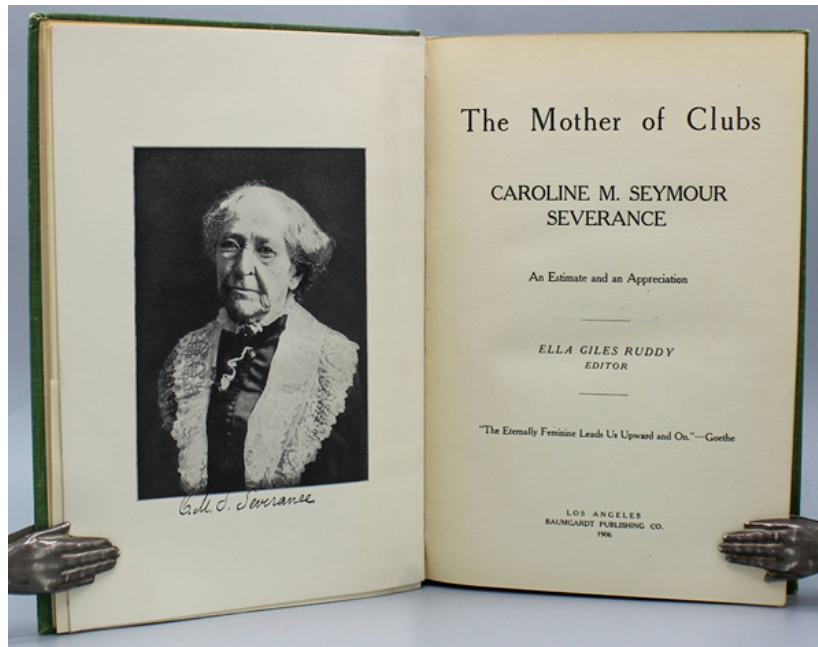 C. M. S. Severance
The Mother of Clubs
CAROLINE M. SEYMOUR
SEVERANCE
An Estimate and an Appreciation
ELLA GILES RUDDY
EDITOR
"The Eternally Feminine Leads Us Upward and On."—Goethe
LOS ANGELES
BAUMGARDT PUBLISHING CO.
1906